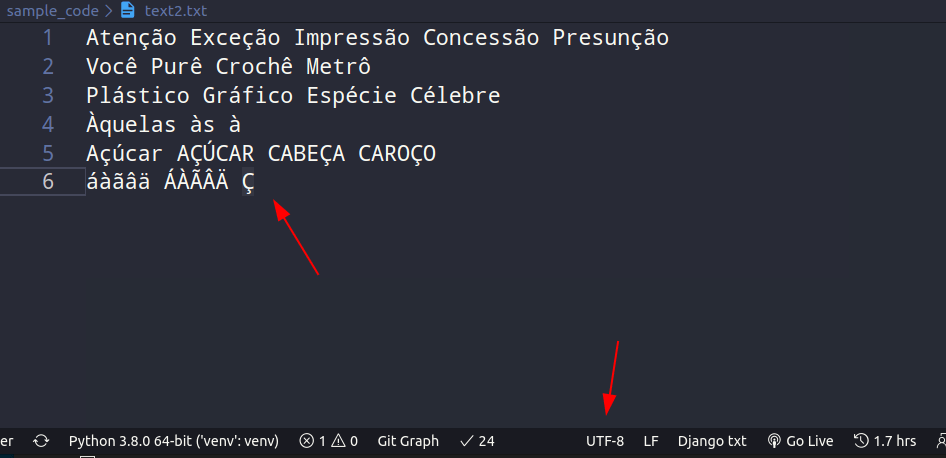 sample_code > text2.txt
1 Atenção Exceção Impressão Concessão Presunção
2 Você Purê Crochê Metrô
3 Plástico Gráfico Espécie Célebre
4 Àquelas às à
5 Açúcar AÇÚCAR CABEÇA CAROÇO
6 áàãâä ÁÀÃÂÄ Ç
er Python 3.8.0 64-bit ('venv': venv) 1 0 Git Graph 24 UTF-8 LF Django txt Go Live 1.7 hrs